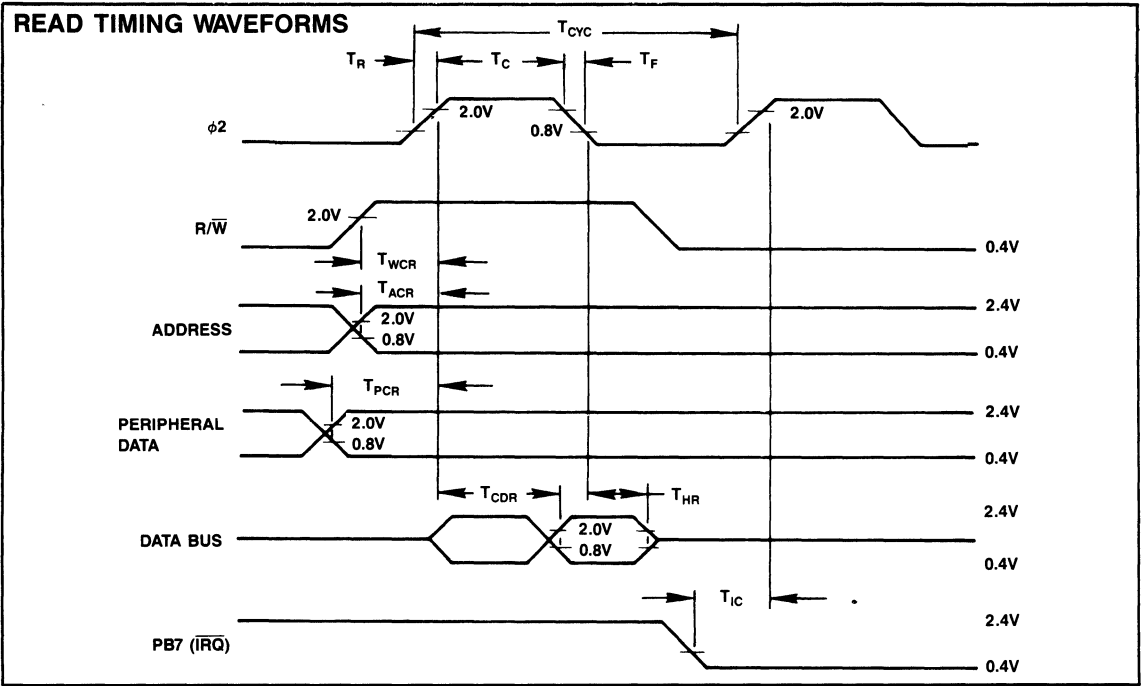 READ TIMING WAVEFORMS
T_CYC
T_R T_C T_F
ϕ2 2.0V 0.8V 2.0V
R/W̅ 2.0V 0.4V
T_WCR
T_ACR
ADDRESS 2.0V 0.8V 2.4V 0.4V
T_PCR
PERIPHERAL DATA 2.0V 0.8V 2.4V 0.4V
T_CDR T_HR
DATA BUS 2.0V 0.8V 2.4V 0.4V
T_IC
PB7 (I̅R̅Q̅) 2.4V 0.4V